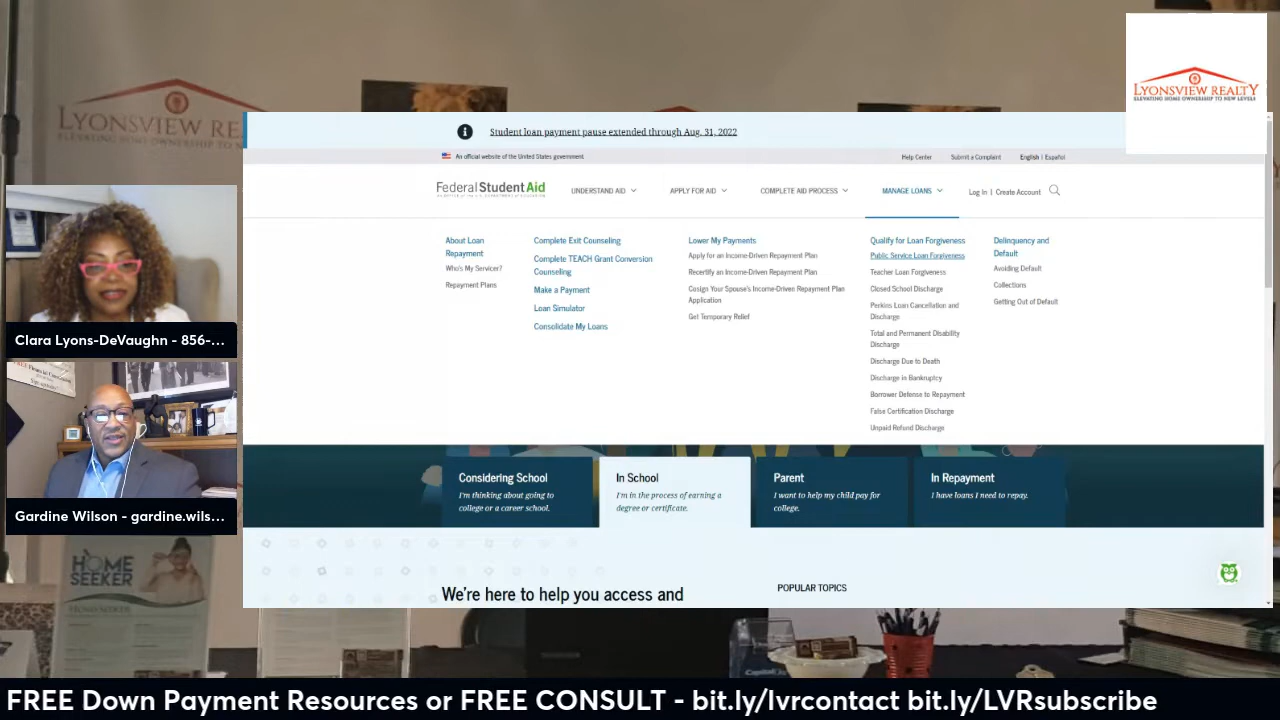 LYONSVIEW REALTY
ELEVATING HOME OWNERSHIP TO NEW LEVELS
LYONSVIEW REA
Student loan payment pause extended through Aug. 31, 2022
An official website of the United States government
Help Center
Submit a Complaint
English | Español
Federal Student Aid
AN OFFICE OF THE U.S. DEPARTMENT OF EDUCATION
UNDERSTAND AID
APPLY FOR AID
COMPLETE AID PROCESS
MANAGE LOANS
Log In | Create Account
About Loan
Repayment
Who's My Servicer?
Repayment Plans
Complete Exit Counseling
Complete TEACH Grant Conversion
Counseling
Make a Payment
Loan Simulator
Consolidate My Loans
Lower My Payments
Apply for an Income-Driven Repayment Plan
Recertify an Income-Driven Repayment Plan
Cosign Your Spouse's Income-Driven Repayment Plan
Application
Get Temporary Relief
Qualify for Loan Forgiveness
Public Service Loan Forgiveness
Teacher Loan Forgiveness
Closed School Discharge
Perkins Loan Cancellation and
Discharge
Total and Permanent Disability
Discharge
Discharge Due to Death
Discharge in Bankruptcy
Borrower Defense to Repayment
False Certification Discharge
Unpaid Refund Discharge
Delinquency and
Default
Avoiding Default
Collections
Getting Out of Default
Clara Lyons-DeVaughn - 856-...
Gardine Wilson - gardine.wils...
Considering School
I'm thinking about going to
college or a career school.
In School
I'm in the process of earning a
degree or certificate.
Parent
I want to help my child pay for
college.
In Repayment
I have loans I need to repay.
We're here to help you access and
POPULAR TOPICS
HOME
SEEKER
FREE Down Payment Resources or FREE CONSULT - bit.ly/lvrcontact bit.ly/LVRsubscribe